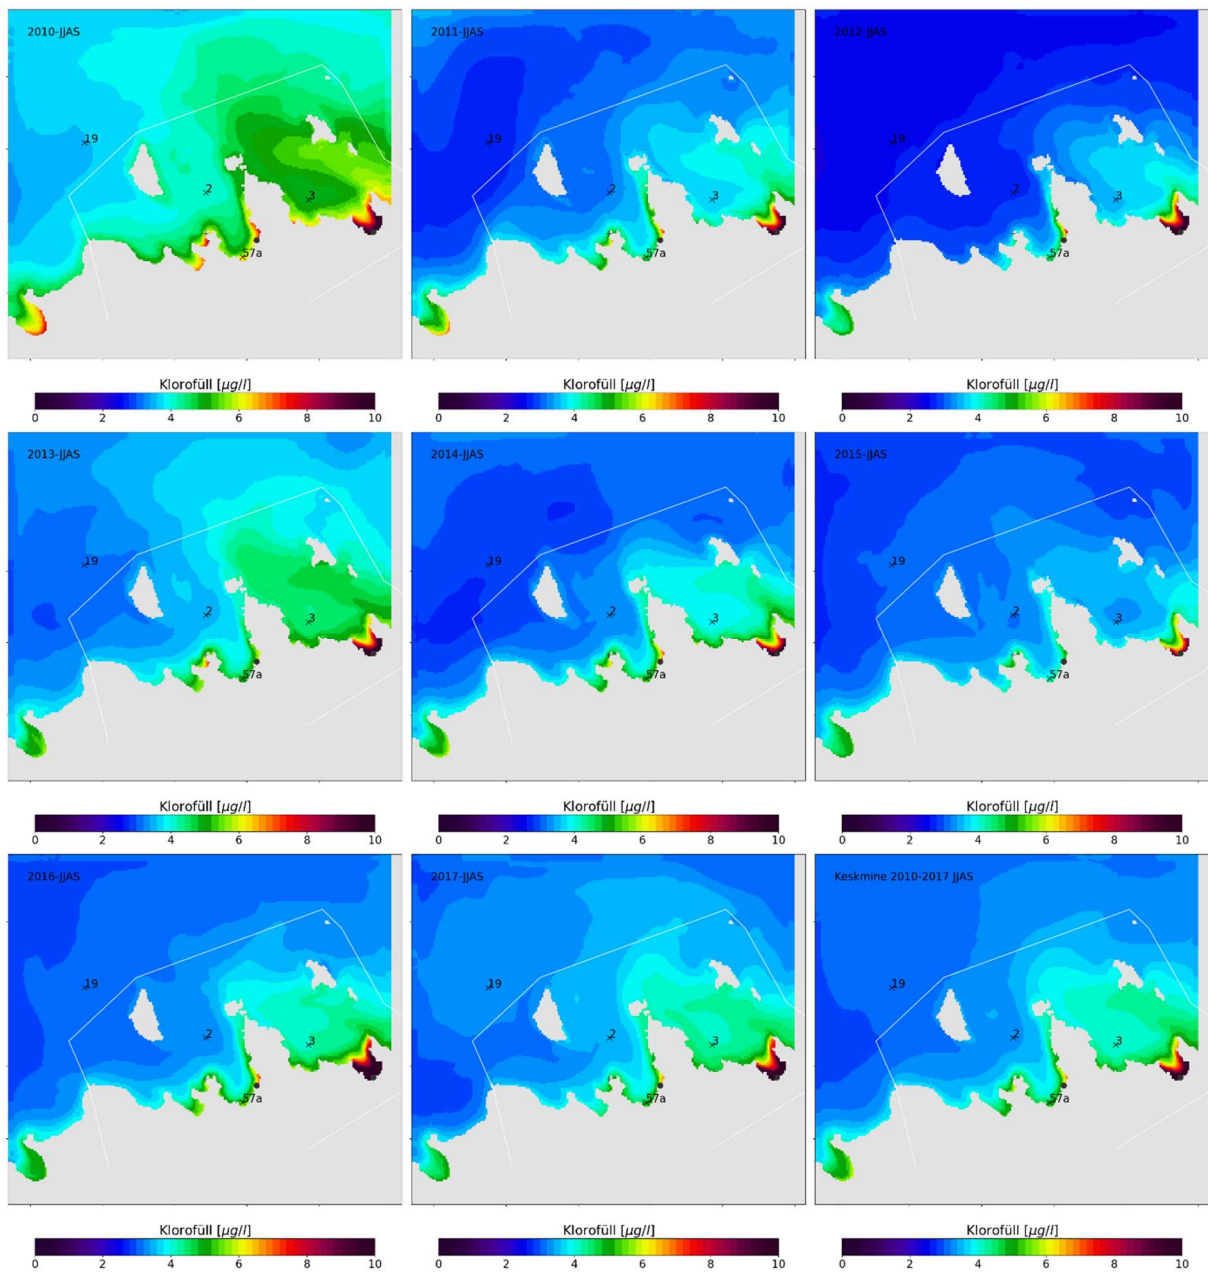 2010-JJAS
19
2
3
57a
Klorofüll [μg/l]
0 2 4 6 8 10
2011-JJAS
19
2
3
57a
Klorofüll [μg/l]
0 2 4 6 8 10
2012-JJAS
19
2
3
57a
Klorofüll [μg/l]
0 2 4 6 8 10
2013-JJAS
19
2
3
57a
Klorofüll [μg/l]
0 2 4 6 8 10
2014-JJAS
19
2
3
57a
Klorofüll [μg/l]
0 2 4 6 8 10
2015-JJAS
19
2
3
57a
Klorofüll [μg/l]
0 2 4 6 8 10
2016-JJAS
19
2
3
57a
Klorofüll [μg/l]
0 2 4 6 8 10
2017-JJAS
19
2
3
57a
Klorofüll [μg/l]
0 2 4 6 8 10
Keskmine 2010-2017 JJAS
19
2
3
57a
Klorofüll [μg/l]
0 2 4 6 8 10